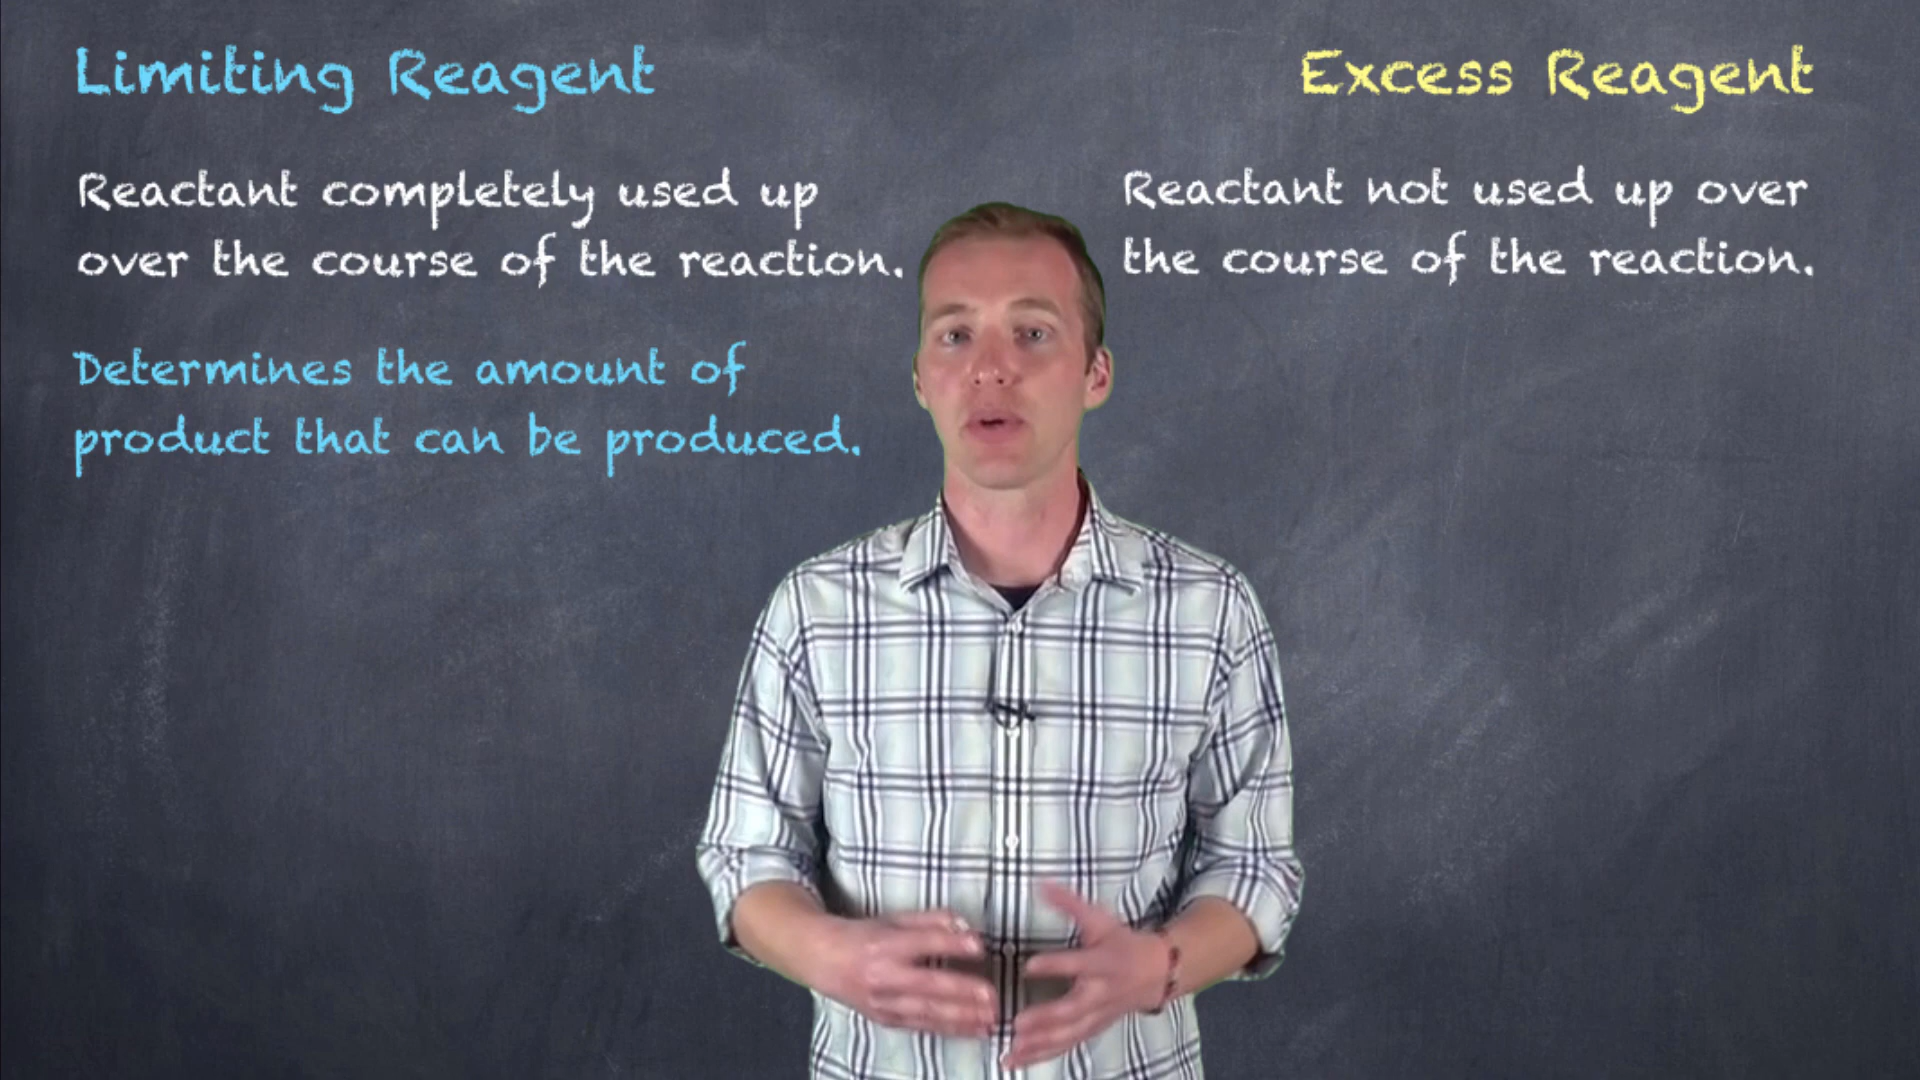 Limiting Reagent
Reactant completely used up
over the course of the reaction.
Determines the amount of
product that can be produced.
Excess Reagent
Reactant not used up over
the course of the reaction.